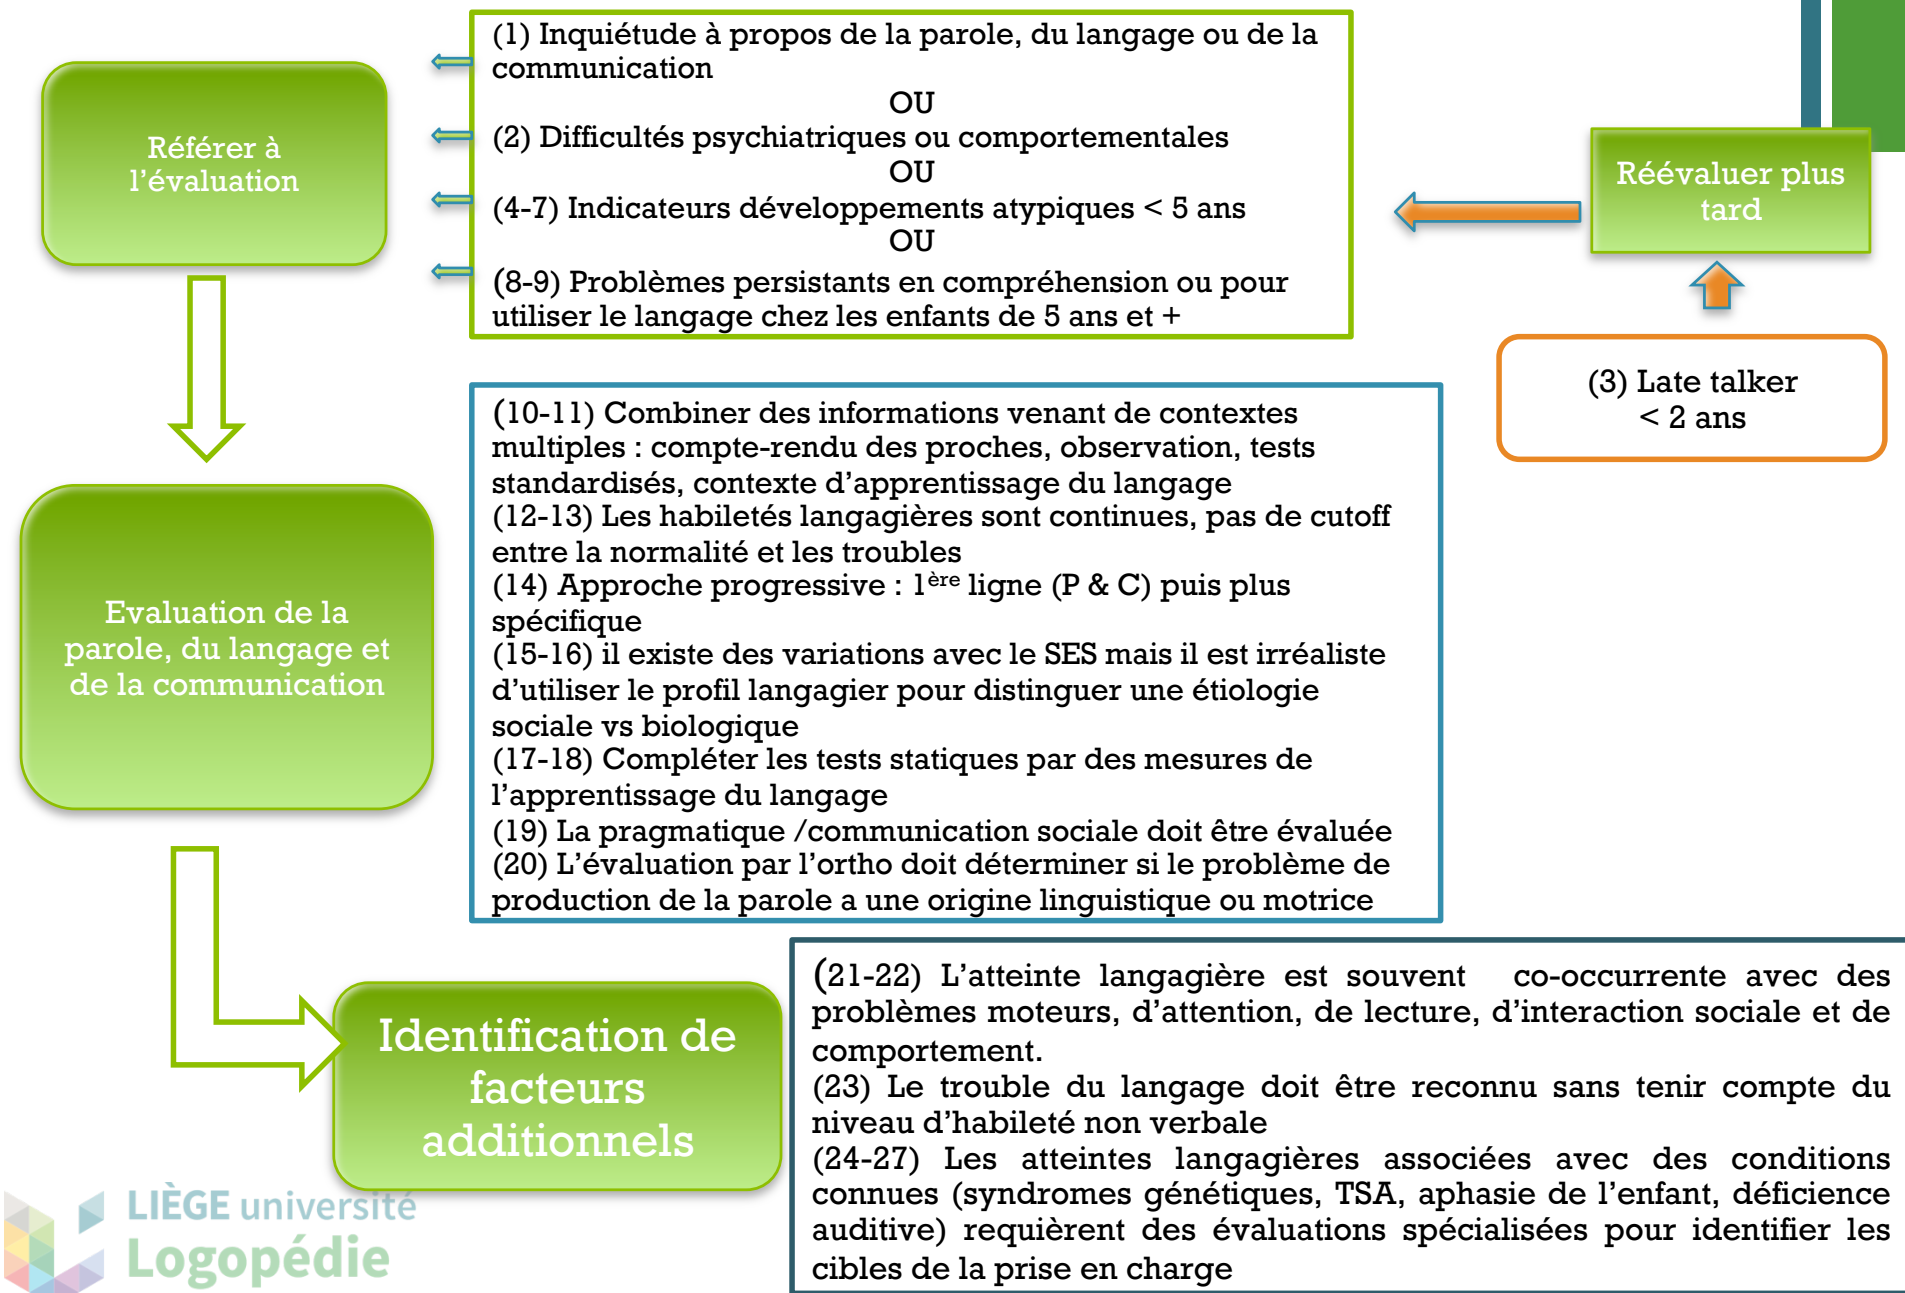 Référer à
l'évaluation
(1) Inquiétude à propos de la parole, du langage ou de la
communication
OU
(2) Difficultés psychiatriques ou comportementales
OU
(4-7) Indicateurs développements atypiques < 5 ans
OU
(8-9) Problèmes persistants en compréhension ou pour
utiliser le langage chez les enfants de 5 ans et +
Réévaluer plus
tard
(3) Late talker
< 2 ans
Evaluation de la
parole, du langage et
de la communication
(10-11) Combiner des informations venant de contextes
multiples : compte-rendu des proches, observation, tests
standardisés, contexte d'apprentissage du langage
(12-13) Les habiletés langagières sont continues, pas de cutoff
entre la normalité et les troubles
(14) Approche progressive : 1ère ligne (P & C) puis plus
spécifique
(15-16) il existe des variations avec le SES mais il est irréaliste
d'utiliser le profil langagier pour distinguer une étiologie
sociale vs biologique
(17-18) Compléter les tests statiques par des mesures de
l'apprentissage du langage
(19) La pragmatique /communication sociale doit être évaluée
(20) L'évaluation par l'ortho doit déterminer si le problème de
production de la parole a une origine linguistique ou motrice
Identification de
facteurs
additionnels
(21-22) L'atteinte langagière est souvent co-occurrente avec des
problèmes moteurs, d'attention, de lecture, d'interaction sociale et de
comportement.
(23) Le trouble du langage doit être reconnu sans tenir compte du
niveau d'habileté non verbale
(24-27) Les atteintes langagières associées avec des conditions
connues (syndromes génétiques, TSA, aphasie de l'enfant, déficience
auditive) requièrent des évaluations spécialisées pour identifier les
cibles de la prise en charge
LIÈGE université
Logopédie